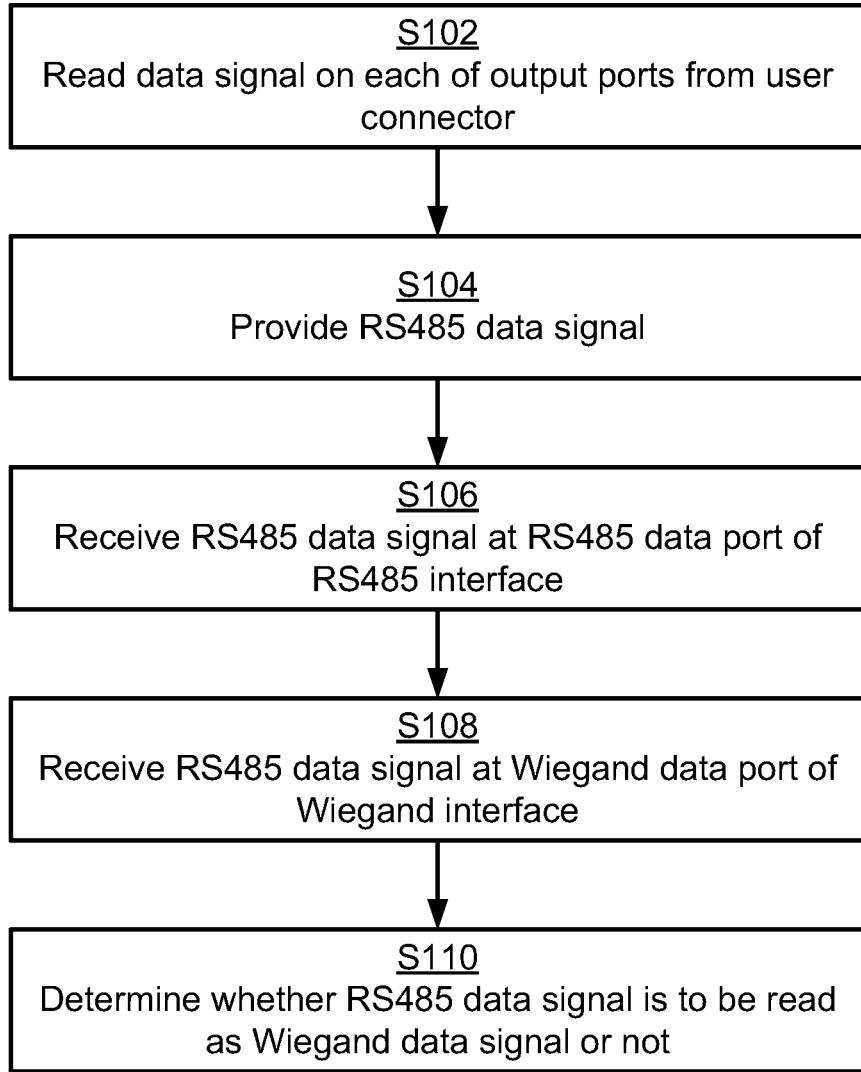 S102
Read data signal on each of output ports from user
connector
S104
Provide RS485 data signal
S106
Receive RS485 data signal at RS485 data port of
RS485 interface
S108
Receive RS485 data signal at Wiegand data port of
Wiegand interface
S110
Determine whether RS485 data signal is to be read
as Wiegand data signal or not